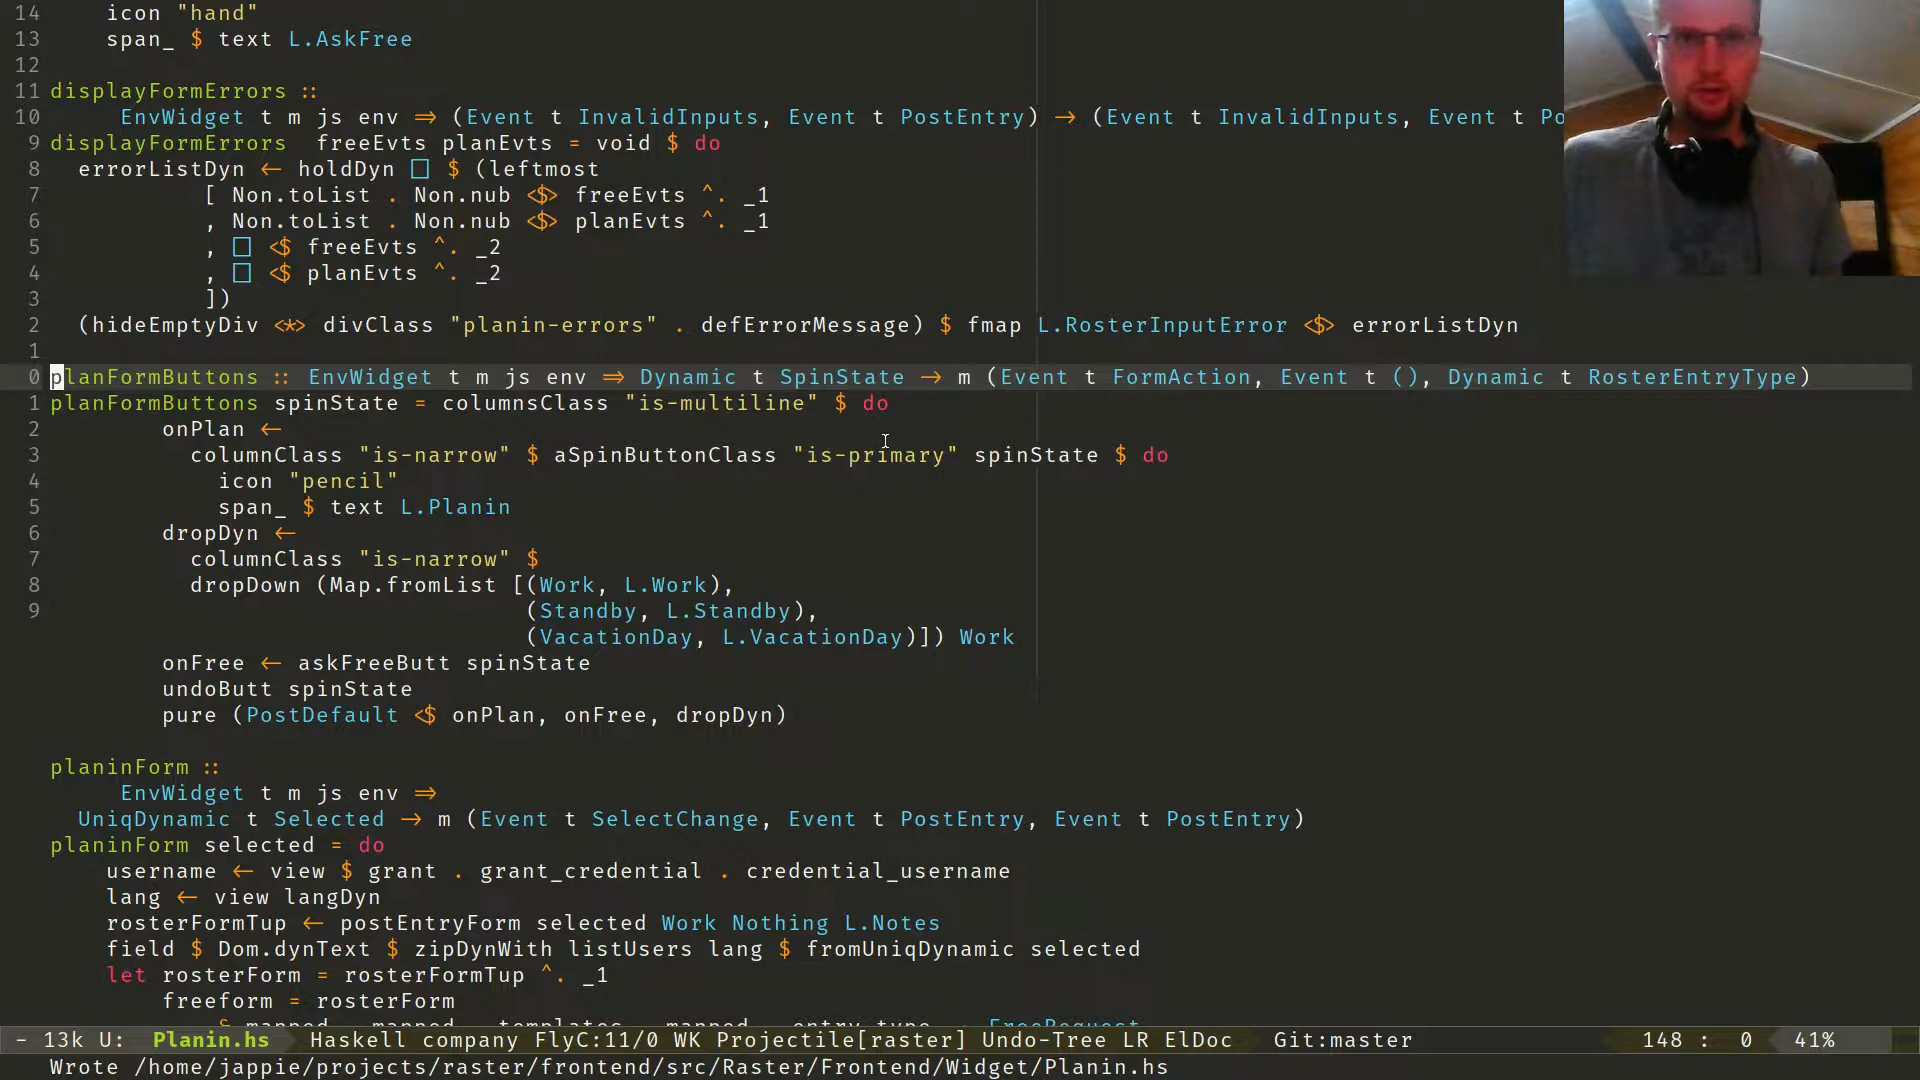 14 icon "hand"
13 span_ $ text L.AskFree
12
11 displayFormErrors ::
10 EnvWidget t m js env ⇒ (Event t InvalidInputs, Event t PostEntry) → (Event t InvalidInputs, Event t Po
9 displayFormErrors freeEvts planEvts = void $ do
8 errorListDyn ← holdDyn [] $ (leftmost
7 [ Non.toList . Non.nub <$> freeEvts ^. _1
6 , Non.toList . Non.nub <$> planEvts ^. _1
5 , [] <$ freeEvts ^. _2
4 , [] <$ planEvts ^. _2
3 ])
2 (hideEmptyDiv <*> divClass "planin-errors" . defErrorMessage) $ fmap L.RosterInputError <$> errorListDyn
1
0 planFormButtons :: EnvWidget t m js env ⇒ Dynamic t SpinState → m (Event t FormAction, Event t (), Dynamic t RosterEntryType)
1 planFormButtons spinState = columnsClass "is-multiline" $ do
2 onPlan ←
3 columnClass "is-narrow" $ aSpinButtonClass "is-primary" spinState $ do
4 icon "pencil"
5 span_ $ text L.Planin
6 dropDyn ←
7 columnClass "is-narrow" $
8 dropDown (Map.fromList [(Work, L.Work),
9 (Standby, L.Standby),
(VacationDay, L.VacationDay)]) Work
onFree ← askFreeButt spinState
undoButt spinState
pure (PostDefault <$ onPlan, onFree, dropDyn)
planinForm ::
EnvWidget t m js env ⇒
UniqDynamic t Selected → m (Event t SelectChange, Event t PostEntry, Event t PostEntry)
planinForm selected = do
username ← view $ grant . grant_credential . credential_username
lang ← view langDyn
rosterFormTup ← postEntryForm selected Work Nothing L.Notes
field $ Dom.dynText $ zipDynWith listUsers lang $ fromUniqDynamic selected
let rosterForm = rosterFormTup ^. _1
freeform = rosterForm
- 13k U: Planin.hs Haskell company FlyC:11/0 WK Projectile[raster] Undo-Tree LR ElDoc Git:master 148 : 0 41%
Wrote /home/jappie/projects/raster/frontend/src/Raster/Frontend/Widget/Planin.hs